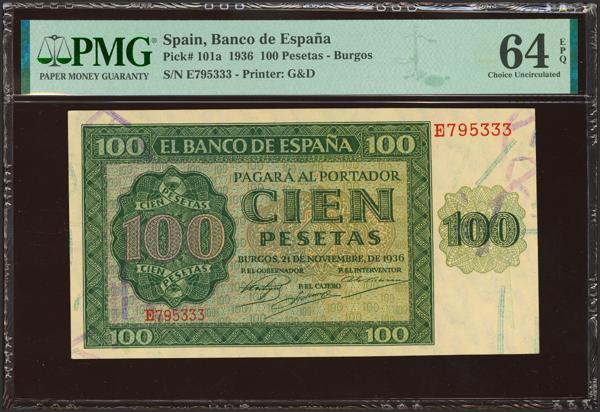 PMG
PAPER MONEY GUARANTY
Spain, Banco de España
Pick# 101a 1936 100 Pesetas - Burgos
S/N E795333 - Printer: G&D
64 EPQ
Choice Uncirculated
100 EL BANCO DE ESPAÑA 100
E795333
PAGARÁ AL PORTADOR
CIEN
PESETAS
BURGOS, 21 DE NOVIEMBRE, DE 1936
P. EL GOBERNADOR P. EL INTERVENTOR
P. EL CAJERO
PESETAS
CIEN CIEN
100
CIEN CIEN
PESETAS
100
E795333
100 100